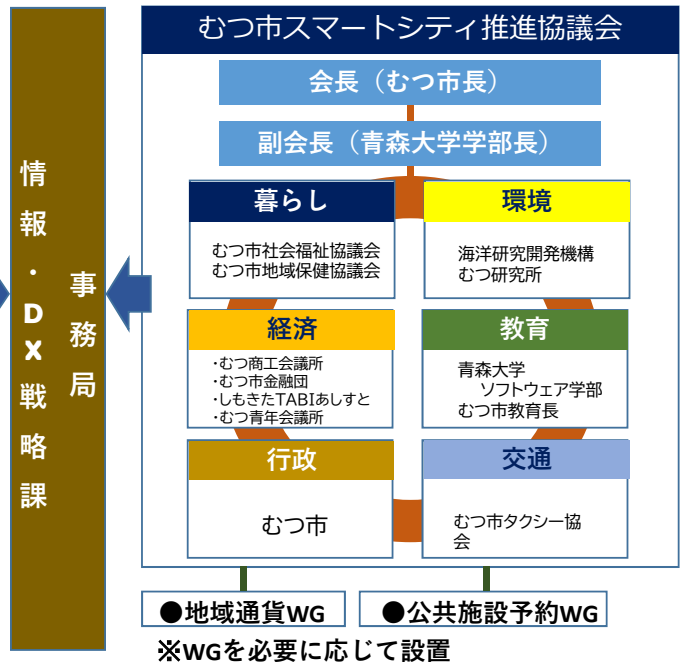 情報・DX戦略課
事務局
むつ市スマートシティ推進協議会
会長（むつ市長）
副会長（青森大学学部長）
暮らし
むつ市社会福祉協議会
むつ市地域保健協議会
環境
海洋研究開発機構
むつ研究所
経済
・むつ商工会議所
・むつ市金融団
・しもきたTABIあしすと
・むつ青年会議所
教育
青森大学
ソフトウェア学部
むつ市教育長
行政
むつ市
交通
むつ市タクシー協
会
●地域通貨WG
●公共施設予約WG
※WGを必要に応じて設置